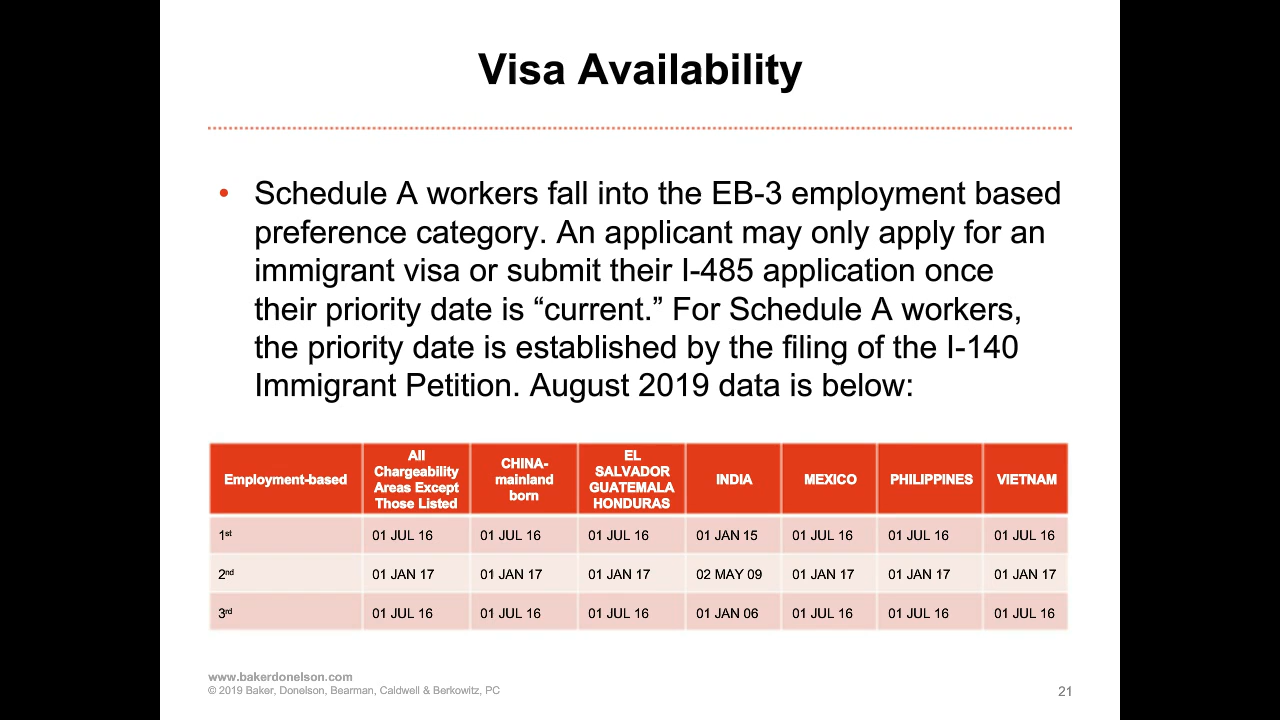 Visa Availability
• Schedule A workers fall into the EB-3 employment based
preference category. An applicant may only apply for an
immigrant visa or submit their I-485 application once
their priority date is “current.” For Schedule A workers,
the priority date is established by the filing of the I-140
Immigrant Petition. August 2019 data is below:
Employment-based
All
Chargeability
Areas Except
Those Listed
CHINA-
mainland
born
EL
SALVADOR
GUATEMALA
HONDURAS
INDIA
MEXICO
PHILIPPINES
VIETNAM
1st 01 JUL 16 01 JUL 16 01 JUL 16 01 JAN 15 01 JUL 16 01 JUL 16 01 JUL 16
2nd 01 JAN 17 01 JAN 17 01 JAN 17 02 MAY 09 01 JAN 17 01 JAN 17 01 JAN 17
3rd 01 JUL 16 01 JUL 16 01 JUL 16 01 JAN 06 01 JUL 16 01 JUL 16 01 JUL 16
www.bakerdonelson.com
© 2019 Baker, Donelson, Bearman, Caldwell & Berkowitz, PC
21